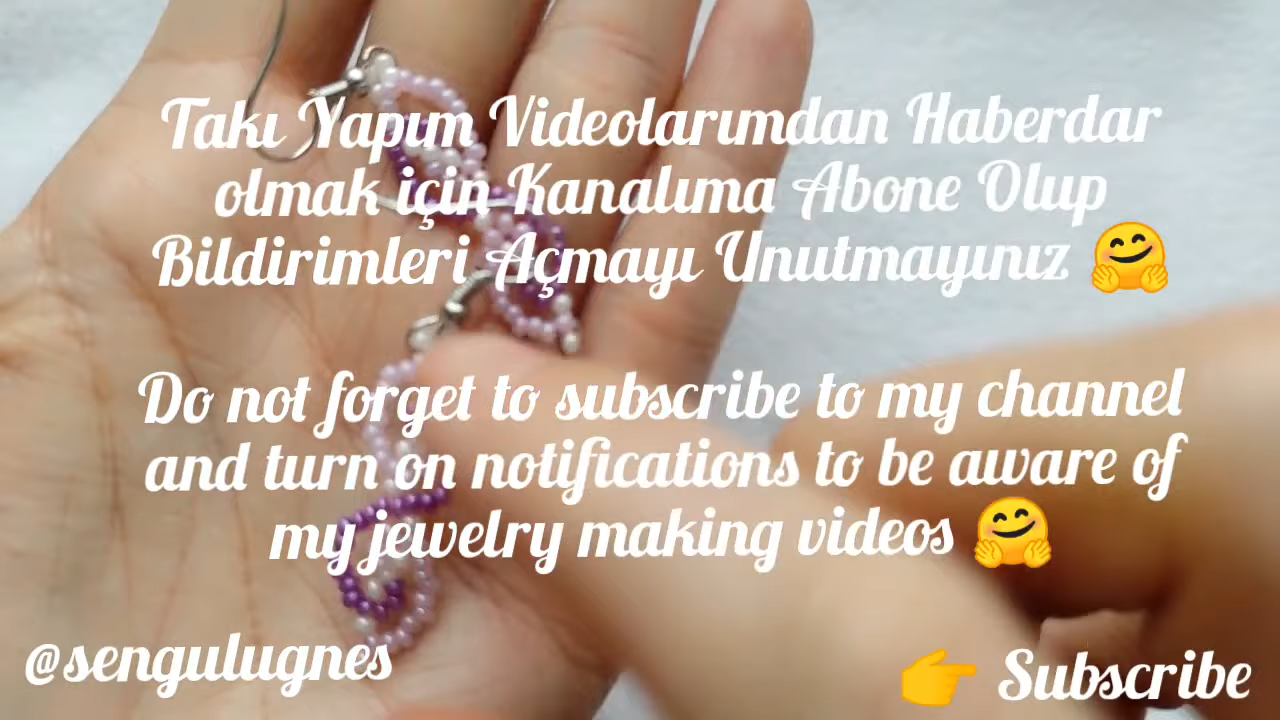 Takı Yapım Videolarımdan Haberdar
olmak için Kanalıma Abone Olup
Bildirimleri Açmayı Unutmayınız 🤗
Do not forget to subscribe to my channel
and turn on notifications to be aware of
my jewelry making videos 🤗
@sengulugnes
👉 Subscribe